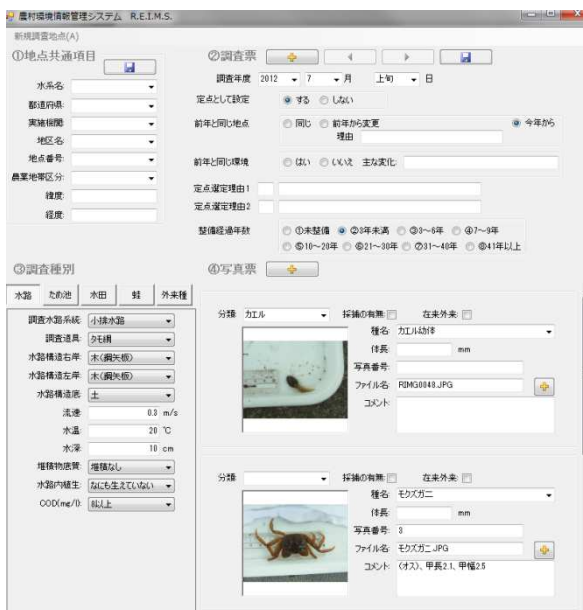 農村環境情報管理システム R.E.I.M.S.
新規調査地点(A)
①地点共通項目
水系名:
都道府県:
実施機関:
地区名:
地点番号:
農業地帯区分:
緯度:
経度:
②調査票
調査年度 2012 7 月 上旬 日
定点として設定 する しない
前年と同じ地点 同じ 前年から変更 今年から
理由
前年と同じ環境 はい いいえ 主な変化:
定点選定理由1
定点選定理由2
整備経過年数 ①未整備 ②3年未満 ③3~6年 ④7~9年
⑤10~20年 ⑥21~30年 ⑦31~40年 ⑧41年以上
③調査種別
水路 ため池 水田 蛙 外来種
調査水路系統: 小排水路
調査道具: タモ網
水路構造右岸: 木(鋼矢板)
水路構造左岸: 木(鋼矢板)
水路構造底: 土
流速: 0.3 m/s
水温: 20 ℃
水深: 10 cm
堆積物底質: 堆積なし
水路内植生: なにも生えていない
COD(mg/l): 8以上
④写真票
分類 カエル 採捕の有無: 在来外来:
種名: カエル幼体
体長: mm
写真番号:
ファイル名: RIMG0048.JPG
コメント:
分類 採捕の有無: 在来外来:
種名: モクズガニ
体長: mm
写真番号: 3
ファイル名: モクズガニ.JPG
コメント: (オス)、甲長2.1、甲幅2.5